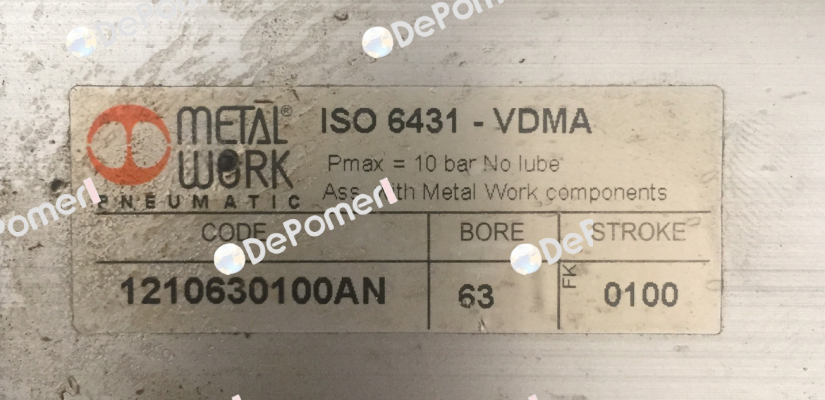 DePomeri
DePomeri
METAL® ISO 6431 - VDMA
WORK Pmax = 10 bar No lube
PNEUMATIC Ass. with Metal Work components
DePomeri
CODE BORE STROKE
DePomeri
1210630100AN 63 FK 0100